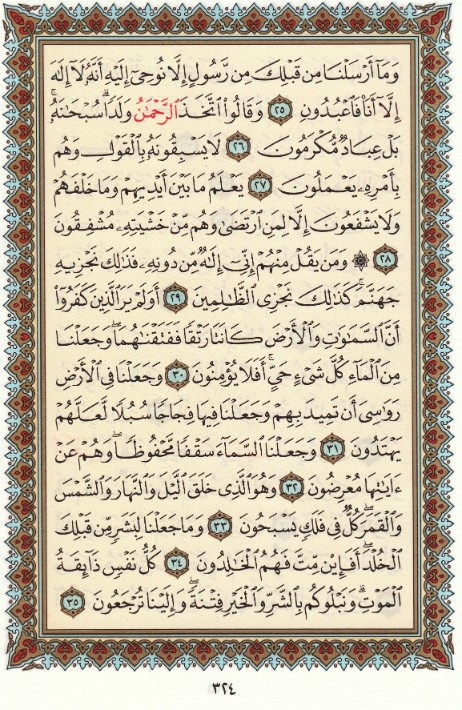 وَمَآ أَرۡسَلۡنَا مِن قَبۡلِكَ مِن رَّسُولٍ إِلَّا نُوحِيٓ إِلَيۡهِ أَنَّهُۥ لَآ إِلَٰهَ
إِلَّآ أَنَا۠ فَٱعۡبُدُونِ ٢٥ وَقَالُواْ ٱتَّخَذَ ٱلرَّحۡمَٰنُ وَلَدٗاۗ سُبۡحَٰنَهُۥۚ
بَلۡ عِبَادٞ مُّكۡرَمُونَ ٢٦ لَا يَسۡبِقُونَهُۥ بِٱلۡقَوۡلِ وَهُم
بِأَمۡرِهِۦ يَعۡمَلُونَ ٢٧ يَعۡلَمُ مَا بَيۡنَ أَيۡدِيهِمۡ وَمَا خَلۡفَهُمۡ
وَلَا يَشۡفَعُونَ إِلَّا لِمَنِ ٱرۡتَضَىٰ وَهُم مِّنۡ خَشۡيَتِهِۦ مُشۡفِقُونَ
٢٨ ۞ وَمَن يَقُلۡ مِنۡهُمۡ إِنِّيٓ إِلَٰهٞ مِّن دُونِهِۦ فَذَٰلِكَ نَجۡزِيهِ
جَهَنَّمَۚ كَذَٰلِكَ نَجۡزِي ٱلظَّٰلِمِينَ ٢٩ أَوَلَمۡ يَرَ ٱلَّذِينَ كَفَرُوٓاْ
أَنَّ ٱلسَّمَٰوَٰتِ وَٱلۡأَرۡضَ كَانَتَا رَتۡقٗا فَفَتَقۡنَٰهُمَاۖ وَجَعَلۡنَا
مِنَ ٱلۡمَآءِ كُلَّ شَيۡءٍ حَيٍّۚ أَفَلَا يُؤۡمِنُونَ ٣٠ وَجَعَلۡنَا فِي ٱلۡأَرۡضِ
رَوَٰسِيَ أَن تَمِيدَ بِهِمۡ وَجَعَلۡنَا فِيهَا فِجَاجٗا سُبُلٗا لَّعَلَّهُمۡ
يَهۡتَدُونَ ٣١ وَجَعَلۡنَا ٱلسَّمَآءَ سَقۡفٗا مَّحۡفُوظٗاۖ وَهُمۡ عَنۡ
ءَايَٰتِهَا مُعۡرِضُونَ ٣٢ وَهُوَ ٱلَّذِي خَلَقَ ٱلَّيۡلَ وَٱلنَّهَارَ وَٱلشَّمۡسَ
وَٱلۡقَمَرَۖ كُلّٞ فِي فَلَكٖ يَسۡبَحُونَ ٣٣ وَمَا جَعَلۡنَا لِبَشَرٖ مِّن قَبۡلِكَ
ٱلۡخُلۡدَۖ أَفَإِيْن مِّتَّ فَهُمُ ٱلۡخَٰلِدُونَ ٣٤ كُلُّ نَفۡسٖ ذَآئِقَةُ
ٱلۡمَوۡتِۗ وَنَبۡلُوكُم بِٱلشَّرِّ وَٱلۡخَيۡرِ فِتۡنَةٗۖ وَإِلَيۡنَا تُرۡجَعُونَ ٣٥
٣٢٤